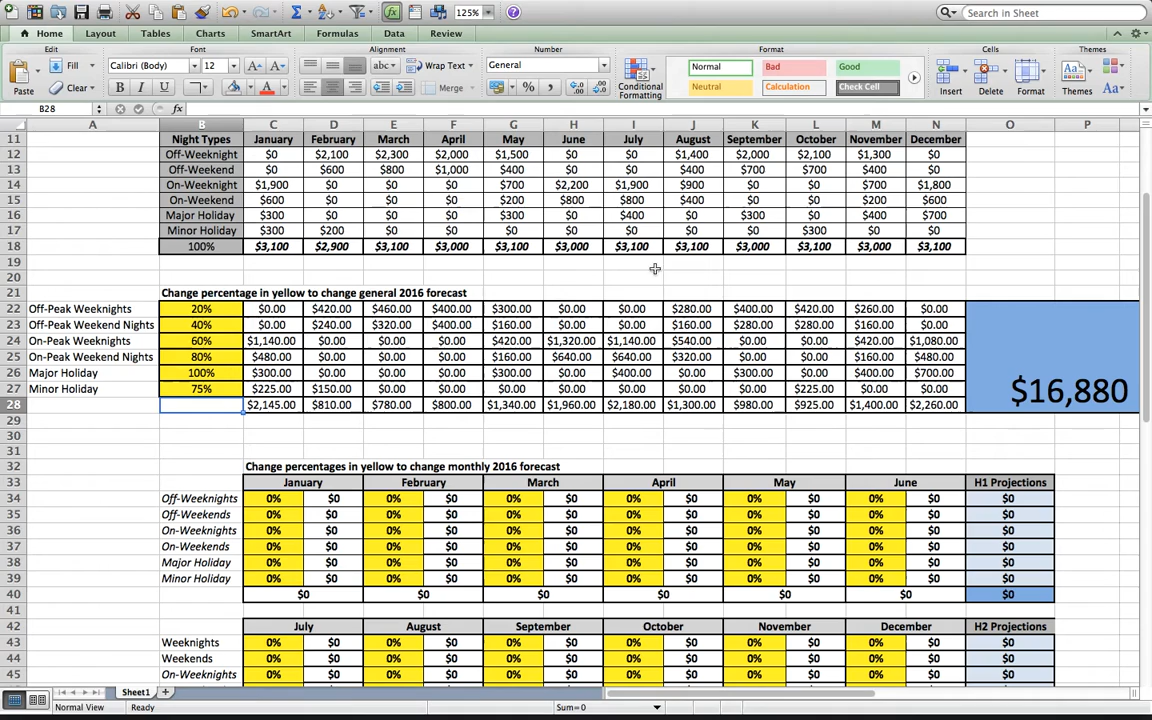 125%
Search in Sheet
Home Layout Tables Charts SmartArt Formulas Data Review
Edit Font Alignment Number Format Cells Themes
Fill Calibri (Body) 12 abc Wrap Text General Normal Bad Good
Paste Clear B I U A Merge % Conditional Formatting Neutral Calculation Check Cell Insert Delete Format Themes Aa
B28 fx
A B C D E F G H I J K L M N O P
11 Night Types January February March April May June July August September October November December
12 Off-Weeknight $0 $2,100 $2,300 $2,000 $1,500 $0 $0 $1,400 $2,000 $2,100 $1,300 $0
13 Off-Weekend $0 $600 $800 $1,000 $400 $0 $0 $400 $700 $700 $400 $0
14 On-Weeknight $1,900 $0 $0 $0 $700 $2,200 $1,900 $900 $0 $0 $700 $1,800
15 On-Weekend $600 $0 $0 $0 $200 $800 $800 $400 $0 $0 $200 $600
16 Major Holiday $300 $0 $0 $0 $300 $0 $400 $0 $300 $0 $400 $700
17 Minor Holiday $300 $200 $0 $0 $0 $0 $0 $0 $0 $300 $0 $0
18 100% $3,100 $2,900 $3,100 $3,000 $3,100 $3,000 $3,100 $3,100 $3,000 $3,100 $3,000 $3,100
19
20
21 Change percentage in yellow to change general 2016 forecast
22 Off-Peak Weeknights 20% $0.00 $420.00 $460.00 $400.00 $300.00 $0.00 $0.00 $280.00 $400.00 $420.00 $260.00 $0.00
23 Off-Peak Weekend Nights 40% $0.00 $240.00 $320.00 $400.00 $160.00 $0.00 $0.00 $160.00 $280.00 $280.00 $160.00 $0.00
24 On-Peak Weeknights 60% $1,140.00 $0.00 $0.00 $0.00 $420.00 $1,320.00 $1,140.00 $540.00 $0.00 $0.00 $420.00 $1,080.00
25 On-Peak Weekend Nights 80% $480.00 $0.00 $0.00 $0.00 $160.00 $640.00 $640.00 $320.00 $0.00 $0.00 $160.00 $480.00
26 Major Holiday 100% $300.00 $0.00 $0.00 $0.00 $300.00 $0.00 $400.00 $0.00 $300.00 $0.00 $400.00 $700.00
27 Minor Holiday 75% $225.00 $150.00 $0.00 $0.00 $0.00 $0.00 $0.00 $0.00 $0.00 $225.00 $0.00 $0.00
$16,880
28 $2,145.00 $810.00 $780.00 $800.00 $1,340.00 $1,960.00 $2,180.00 $1,300.00 $980.00 $925.00 $1,400.00 $2,260.00
29
30
31
32 Change percentages in yellow to change monthly 2016 forecast
33 January February March April May June H1 Projections
34 Off-Weeknights 0% $0 0% $0 0% $0 0% $0 0% $0 0% $0 $0
35 Off-Weekends 0% $0 0% $0 0% $0 0% $0 0% $0 0% $0 $0
36 On-Weeknights 0% $0 0% $0 0% $0 0% $0 0% $0 0% $0 $0
37 On-Weekends 0% $0 0% $0 0% $0 0% $0 0% $0 0% $0 $0
38 Major Holiday 0% $0 0% $0 0% $0 0% $0 0% $0 0% $0 $0
39 Minor Holiday 0% $0 0% $0 0% $0 0% $0 0% $0 0% $0 $0
40 $0 $0 $0 $0 $0 $0 $0
41
42 July August September October November December H2 Projections
43 Weeknights 0% $0 0% $0 0% $0 0% $0 0% $0 0% $0 $0
44 Weekends 0% $0 0% $0 0% $0 0% $0 0% $0 0% $0 $0
45 On-Weeknights 0% $0 0% $0 0% $0 0% $0 0% $0 0% $0 $0
Sheet1
Normal View Ready Sum=0